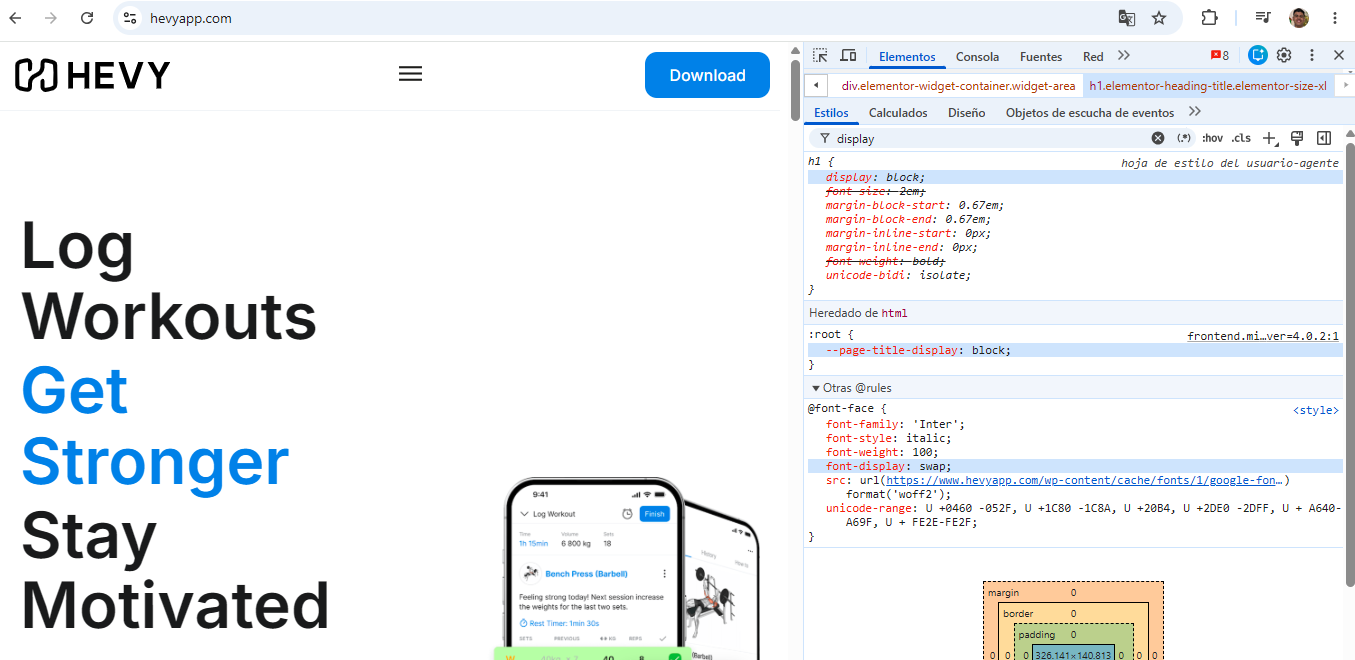 hevyapp.com
HEVY
Download
Log
Workouts
Get
Stronger
Stay
Motivated
9:41
Log Workout
Finish
Time Volume Sets
1h 15min 6 800 kg 18
Bench Press (Barbell)
Feeling strong today! Next session increase
the weights for the last two sets.
Rest Timer: 1min 30s
SETS PREVIOUS KG REPS
W 40kg × 7 40 8
History
How to
(Barbell)
Elementos Consola Fuentes Red 8
div.elementor-widget-container.widget-area h1.elementor-heading-title.elementor-size-xl
Estilos Calculados Diseño Objetos de escucha de eventos
display (.*) :hov .cls
h1 { hoja de estilo del usuario-agente
display: block;
font-size: 2em;
margin-block-start: 0.67em;
margin-block-end: 0.67em;
margin-inline-start: 0px;
margin-inline-end: 0px;
font-weight: bold;
unicode-bidi: isolate;
}
Heredado de html
:root { frontend.mi…ver=4.0.2:1
--page-title-display: block;
}
Otras @rules
@font-face { <style>
font-family: 'Inter';
font-style: italic;
font-weight: 100;
font-display: swap;
src: url(https://www.hevyapp.com/wp-content/cache/fonts/1/google-fon…)
format('woff2');
unicode-range: U +0460 -052F, U +1C80 -1C8A, U +20B4, U +2DE0 -2DFF, U + A640-
A69F, U + FE2E-FE2F;
}
margin 0
border 0
padding 0
0 0 0 326.141×140.813 0 0 0